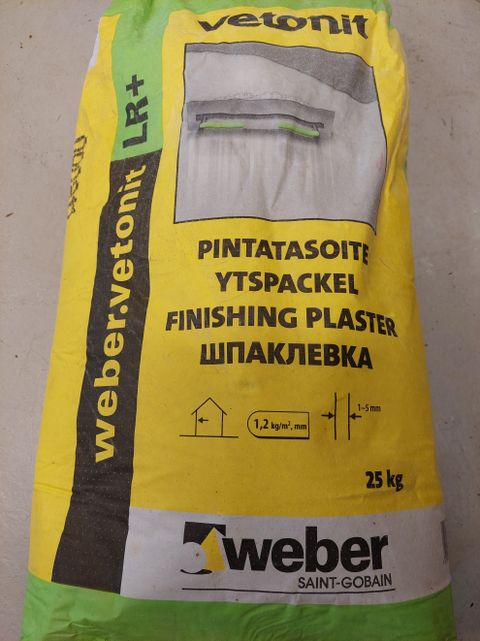 vetonit
weber.vetonit LR+
PINTATASOITE
YTSPACKEL
FINISHING PLASTER
ШПАКЛЕВКА
1,2 kg/m², mm
1–5 mm
25 kg
weber
SAINT-GOBAIN